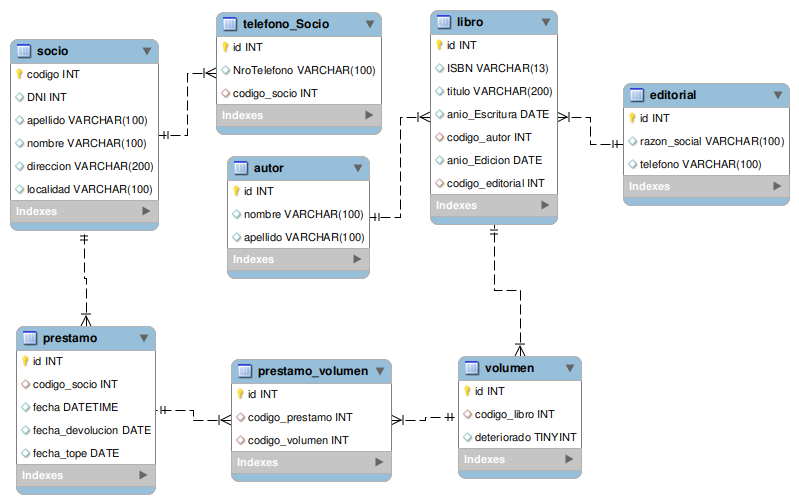 socio
codigo INT
DNI INT
apellido VARCHAR(100)
nombre VARCHAR(100)
direccion VARCHAR(200)
localidad VARCHAR(100)
Indexes
telefono_Socio
id INT
NroTelefono VARCHAR(100)
codigo_socio INT
Indexes
autor
id INT
nombre VARCHAR(100)
apellido VARCHAR(100)
Indexes
libro
id INT
ISBN VARCHAR(13)
titulo VARCHAR(200)
anio_Escritura DATE
codigo_autor INT
anio_Edicion DATE
codigo_editorial INT
Indexes
editorial
id INT
razon_social VARCHAR(100)
telefono VARCHAR(100)
Indexes
prestamo
id INT
codigo_socio INT
fecha DATETIME
fecha_devolucion DATE
fecha_tope DATE
Indexes
prestamo_volumen
id INT
codigo_prestamo INT
codigo_volumen INT
Indexes
volumen
id INT
codigo_libro INT
deteriorado TINYINT
Indexes